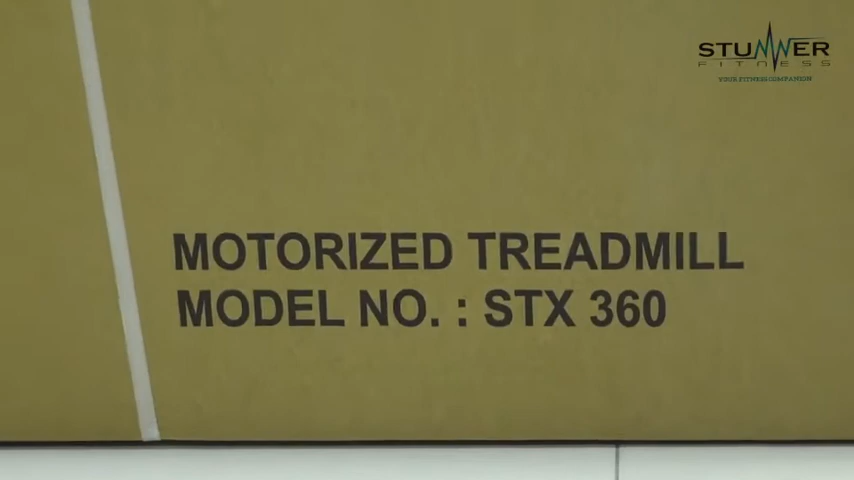 STUNNER
FITNESS
YOUR FITNESS COMPANION
MOTORIZED TREADMILL
MODEL NO. : STX 360